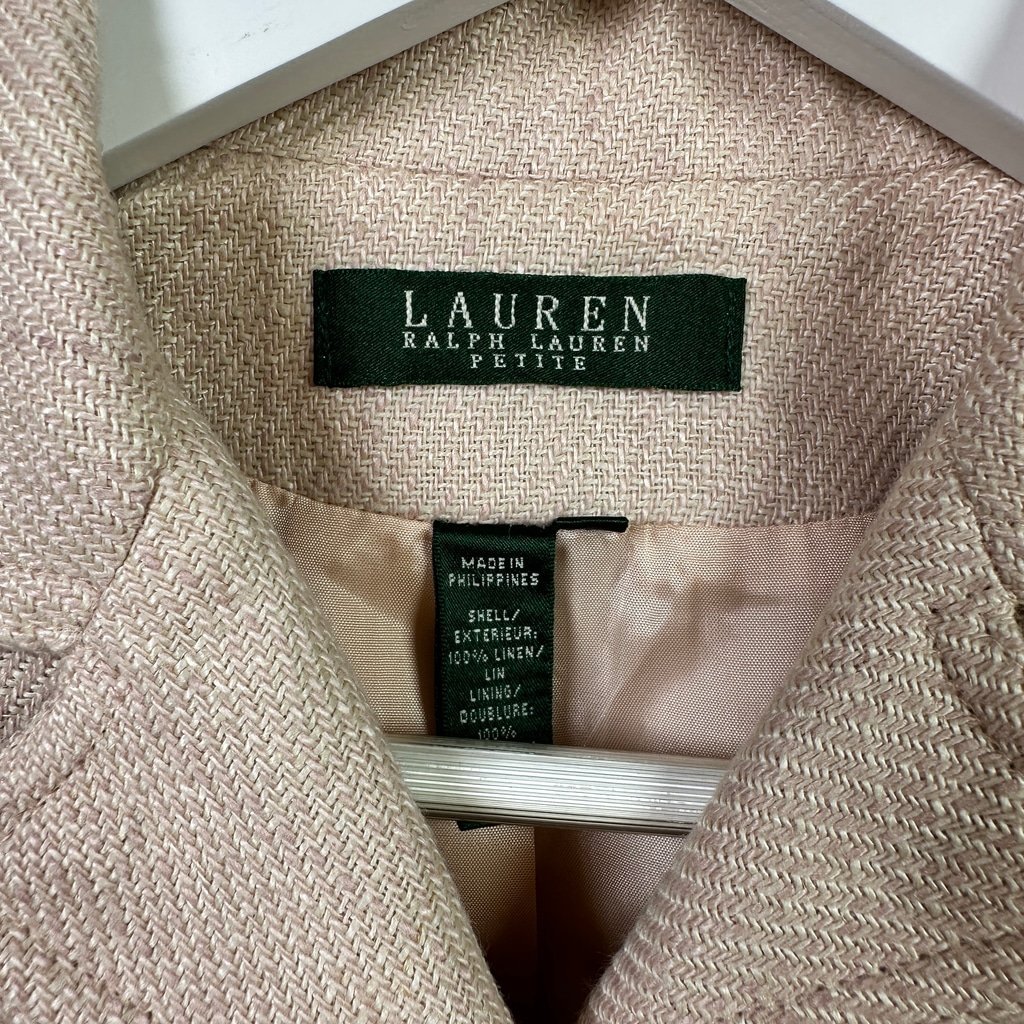 LAUREN
RALPH LAUREN
PETITE
MADE IN
PHILIPPINES
SHELL/
EXTERIEUR:
100% LINEN/
LIN
LINING/
DOUBLURE:
100%